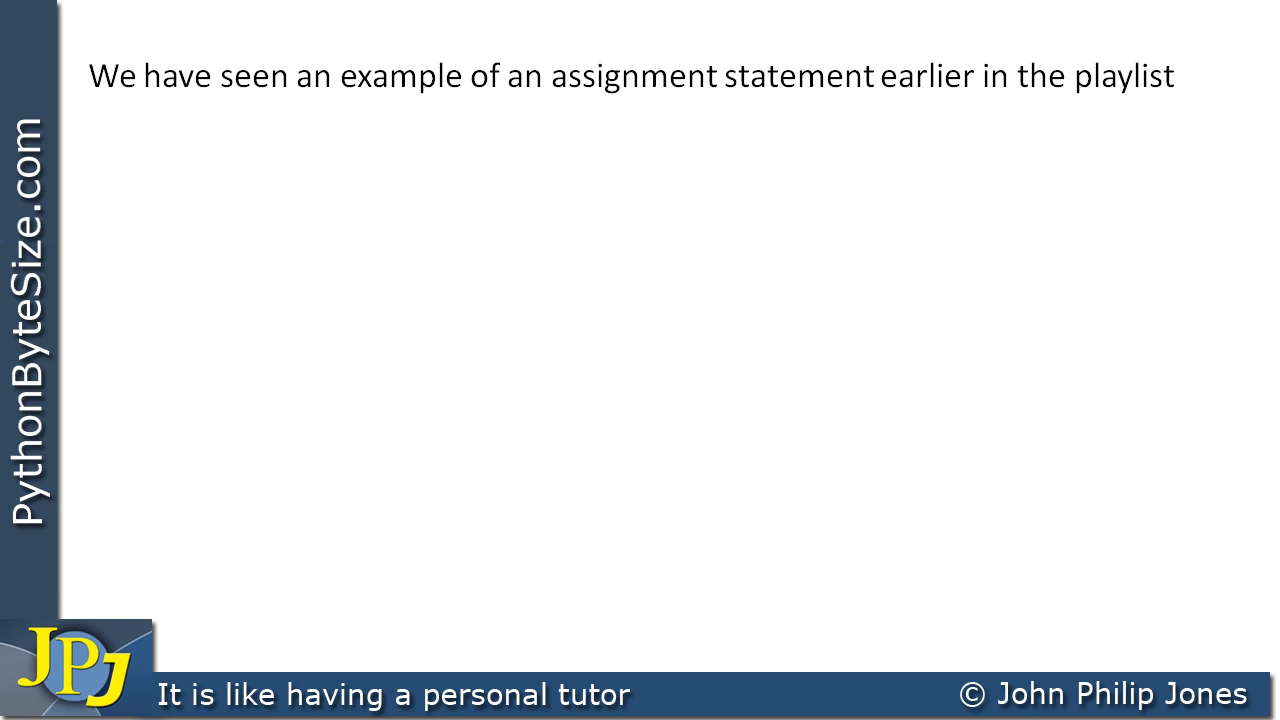 We have seen an example of an assignment statement earlier in the playlist
PythonByteSize.com
JPJ
It is like having a personal tutor
© John Philip Jones